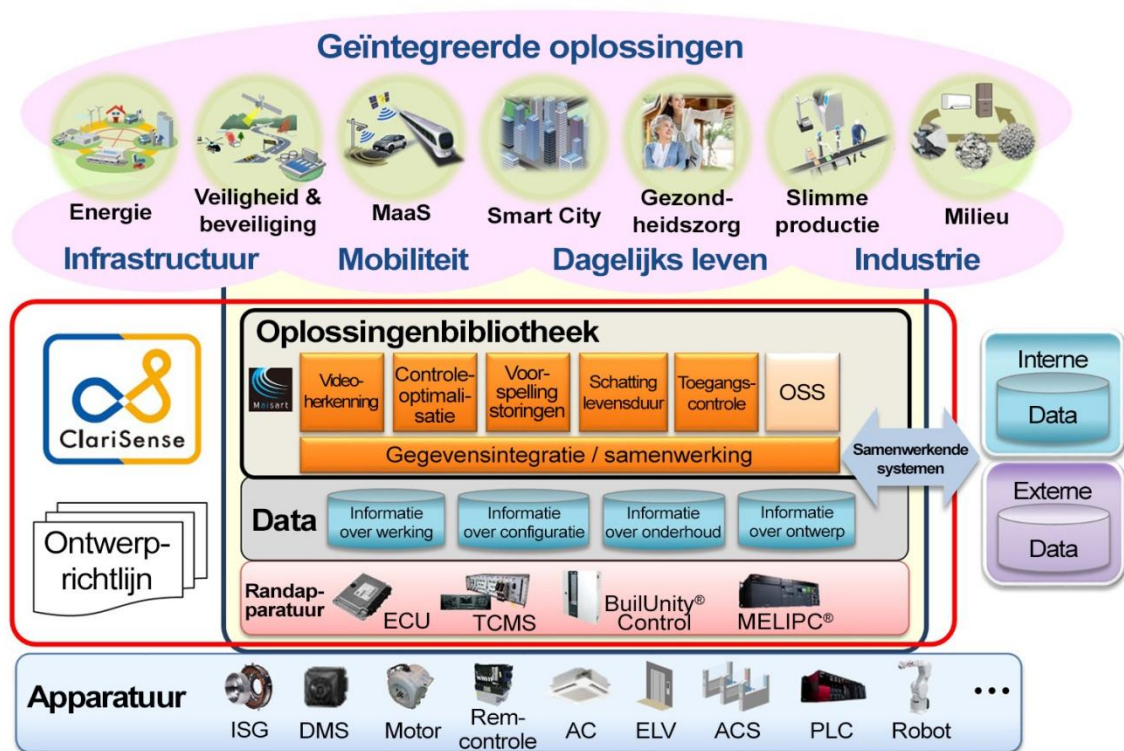 Geïntegreerde oplossingen
Energie
Veiligheid &
beveiliging
MaaS
Smart City
Gezond-
heidszorg
Slimme
productie
Milieu
Infrastructuur
Mobiliteit
Dagelijks leven
Industrie
ClariSense
Ontwerp-
richtlijn
Oplossingenbibliotheek
Maisart
Video-
herkenning
Controle-
optimali-
satie
Voor-
spelling
storingen
Schatting
levensduur
Toegangs-
controle
OSS
Gegevensintegratie / samenwerking
Samenwerkende
systemen
Interne
Data
Externe
Data
Data
Informatie
over werking
Informatie
over configuratie
Informatie
over onderhoud
Informatie
over ontwerp
Randap-
paratuur
ECU
TCMS
BuilUnity®
Control
MELIPC®
Apparatuur
ISG
DMS
Motor
Rem-
controle
AC
ELV
ACS
PLC
Robot
•••